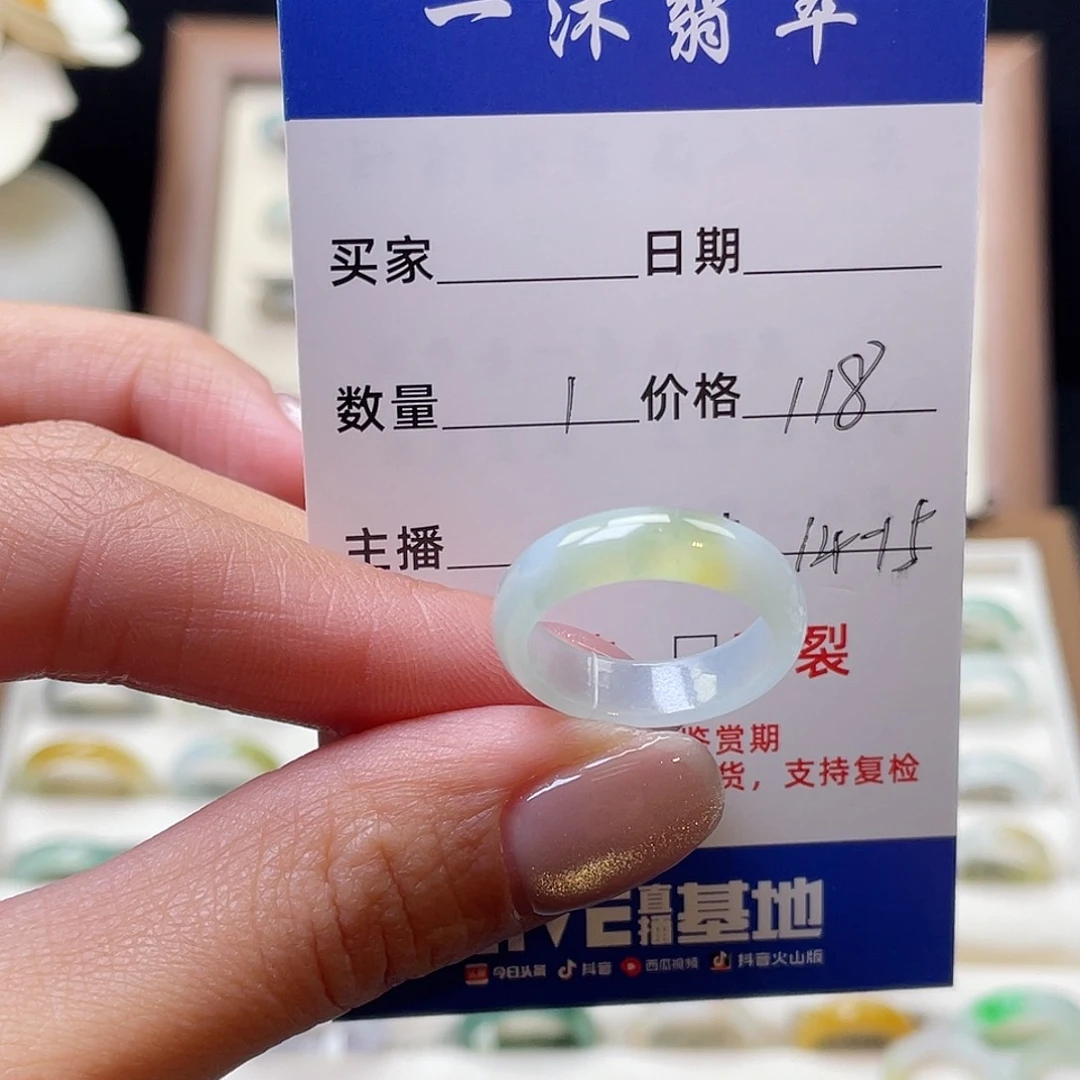 一沐翡翠
买家 日期
数量 1 价格 118
主播 1475
裂
鉴赏期
货，支持复检
直播基地
今日头条 抖音 西瓜视频 抖音火山版